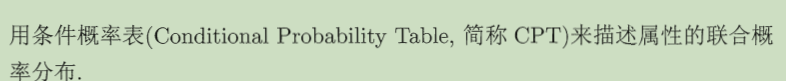 用条件概率表(Conditional Probability Table, 简称 CPT)来描述属性的联合概
率分布.